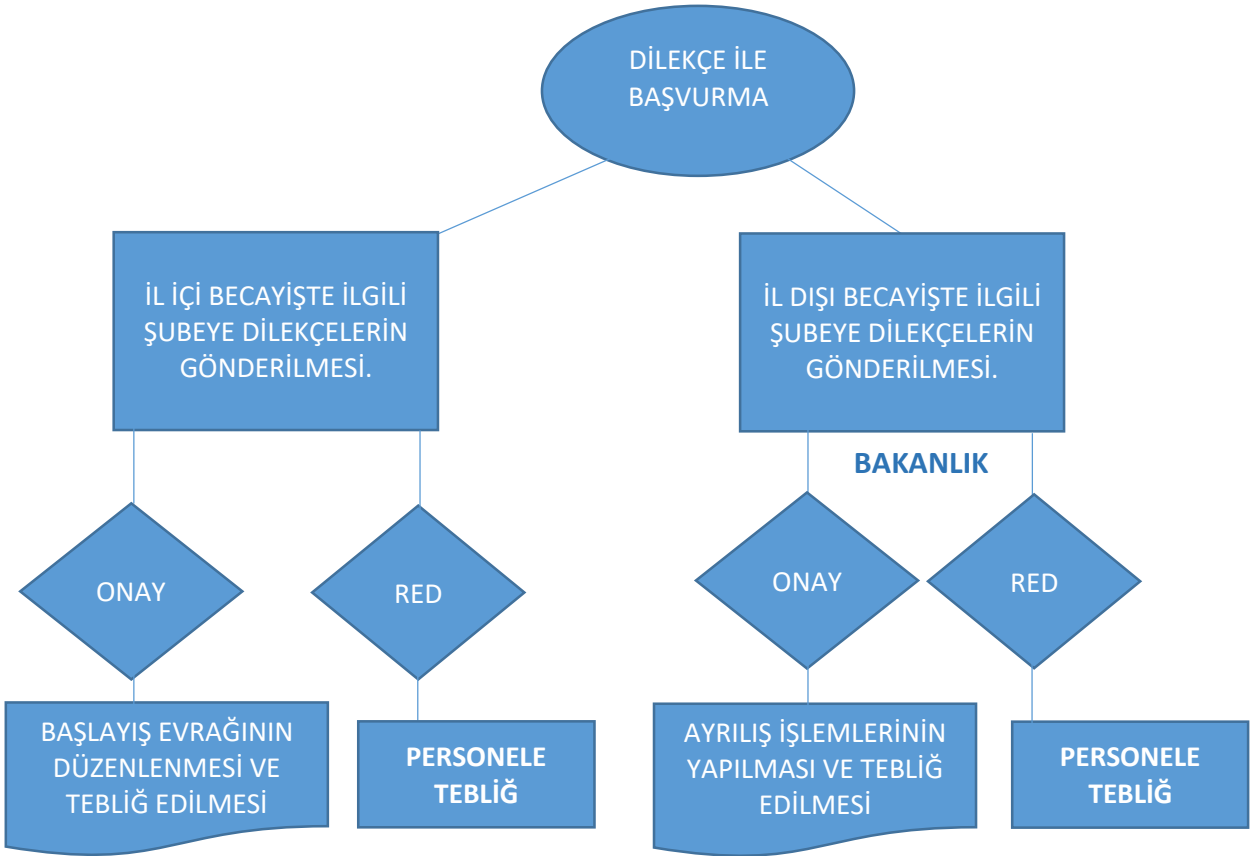 DİLEKÇE İLE
BAŞVURMA
İL İÇİ BECAYİŞTE İLGİLİ
ŞUBEYE DİLEKÇELERİN
GÖNDERİLMESİ.
İL DIŞI BECAYİŞTE İLGİLİ
ŞUBEYE DİLEKÇELERİN
GÖNDERİLMESİ.
BAKANLIK
ONAY
RED
ONAY
RED
BAŞLAYIŞ EVRAĞININ
DÜZENLENMESİ VE
TEBLİĞ EDİLMESİ
PERSONELE
TEBLİĞ
AYRILIŞ İŞLEMLERİNİN
YAPILMASI VE TEBLİĞ
EDİLMESİ
PERSONELE
TEBLİĞ